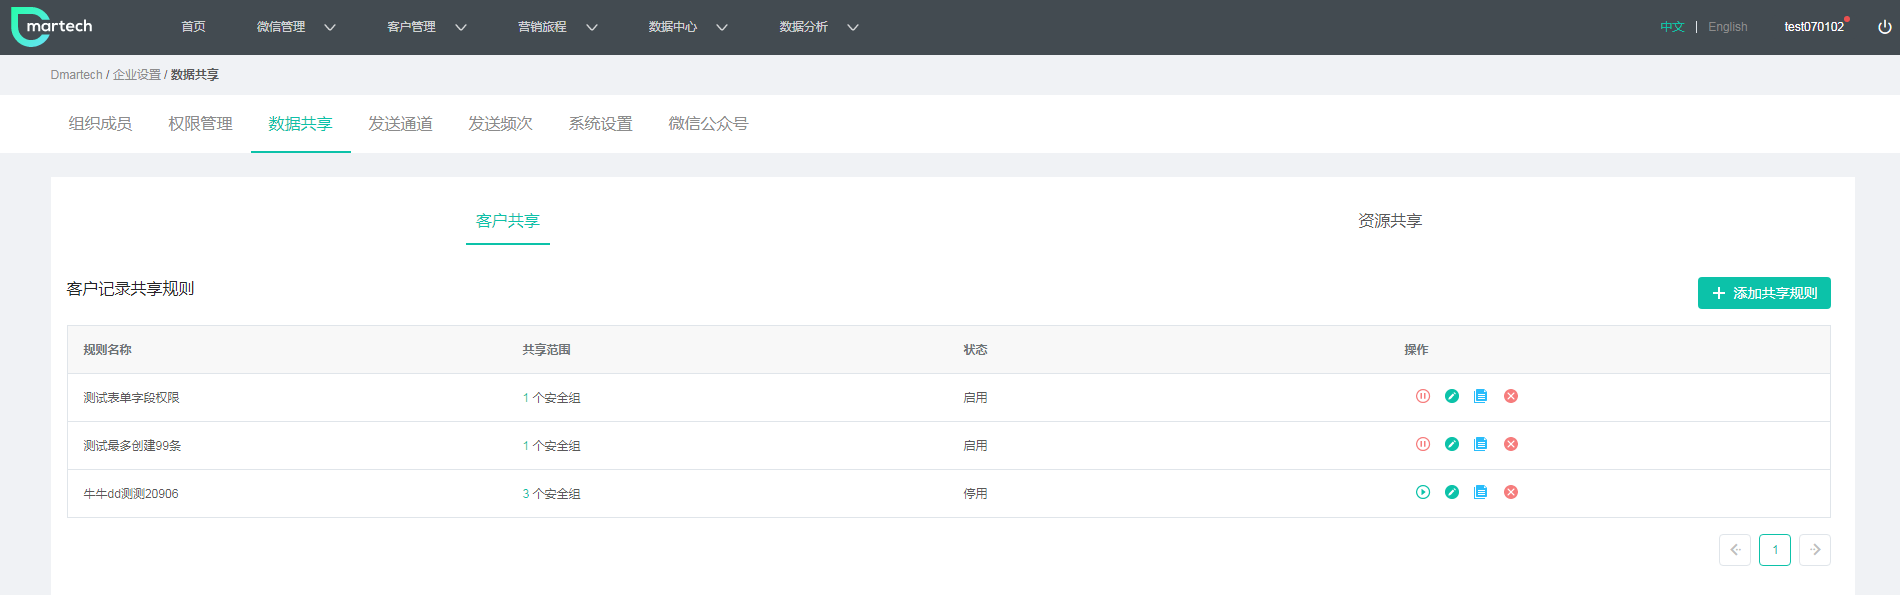 Dmartech 首页 微信管理 客户管理 营销旅程 数据中心 数据分析 中文 | English test070102
Dmartech / 企业设置 / 数据共享
组织成员 权限管理 数据共享 发送通道 发送频次 系统设置 微信公众号
客户共享 资源共享
客户记录共享规则 添加共享规则
规则名称 共享范围 状态 操作
测试表单字段权限 1 个安全组 启用
测试最多创建99条 1 个安全组 启用
牛牛dd测测20906 3 个安全组 停用
1